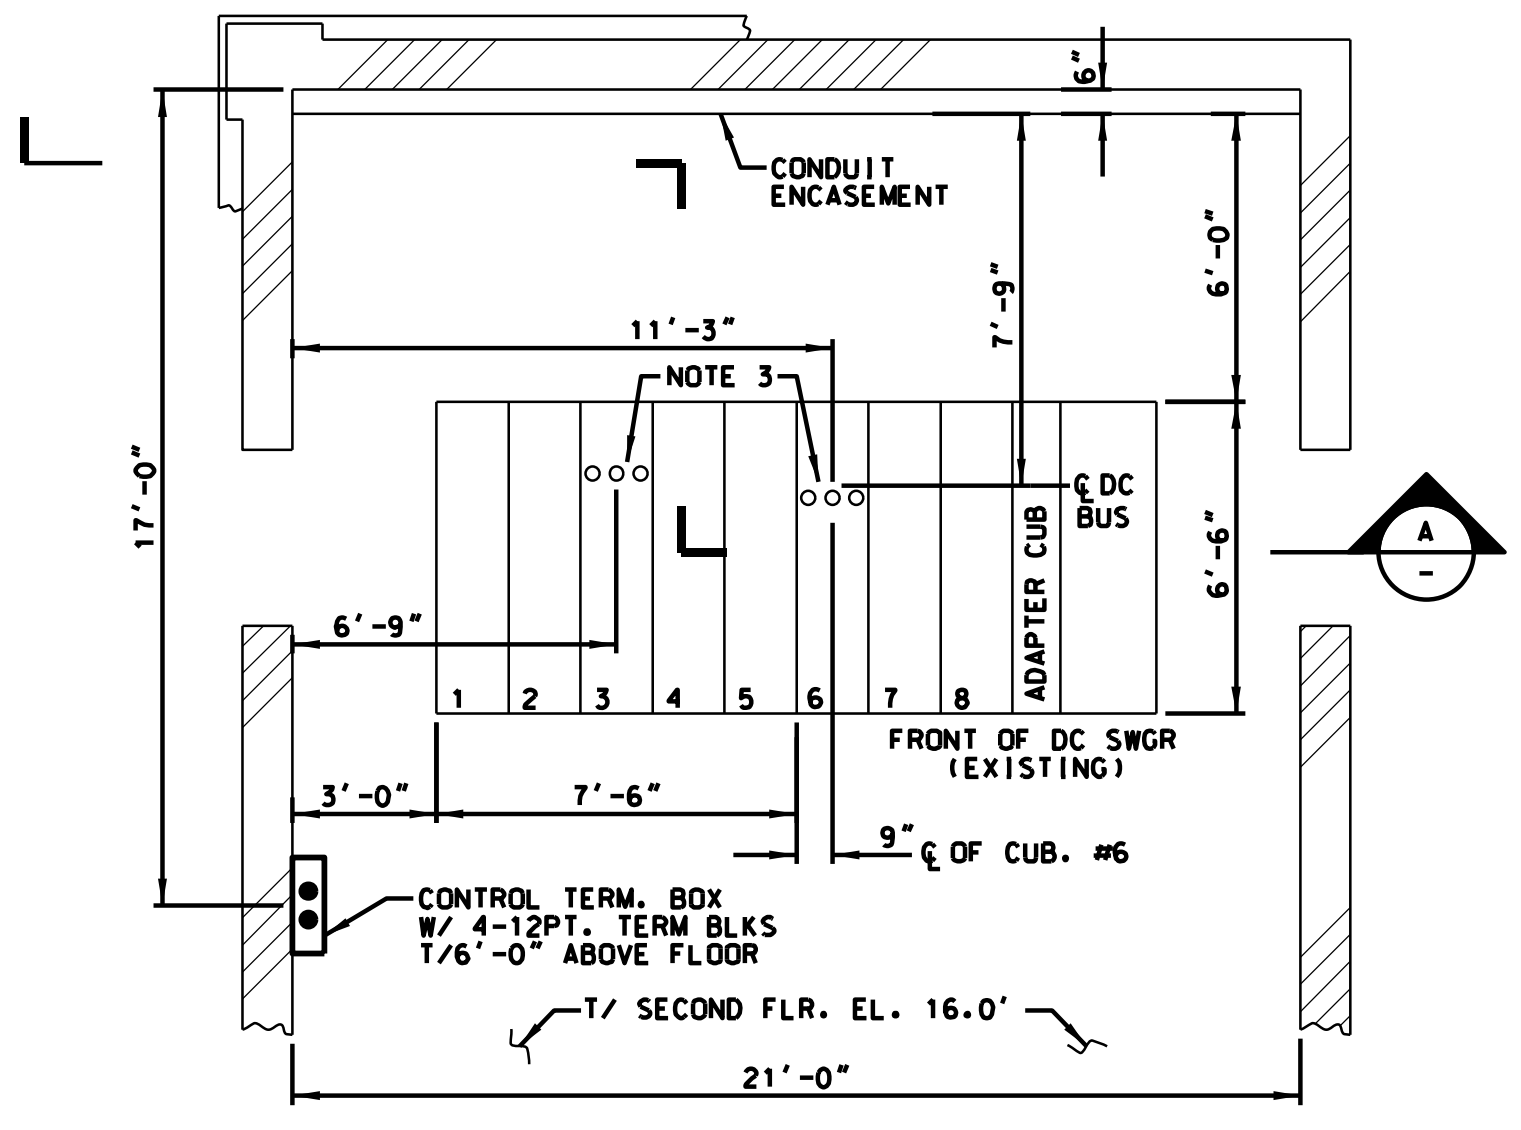 6"
CONDUIT
ENCASEMENT
6'-0"
7'-9"
11'-3"
NOTE 3
17'-0"
℄ DC
BUS
ADAPTER CUB
6'-6"
A
-
6'-9"
1 2 3 4 5 6 7 8
FRONT OF DC SWGR
(EXISTING)
3'-0" 7'-6"
9" ℄ OF CUB. #6
CONTROL TERM. BOX
W/ 4-12PT. TERM BLKS
T/6'-0" ABOVE FLOOR
T/ SECOND FLR. EL. 16.0'
21'-0"